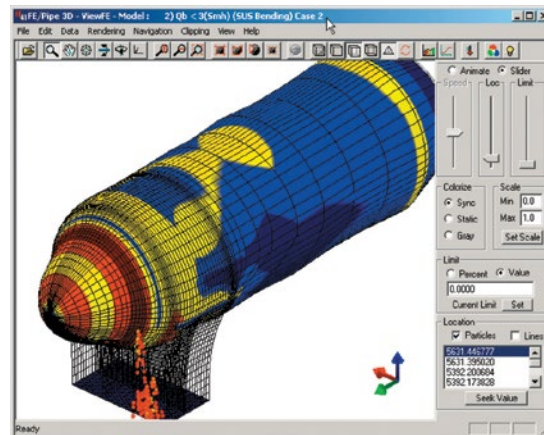 FE/Pipe 3D - ViewFE - Model : 2) Qb < 3(Smh) (SUS Bending) Case 2
File Edit Data Rendering Navigation Clipping View Help
Animate Slider
Speed Loc Limit
Colorize
Sync
Static
Gray
Scale
Min 0.0
Max 1.0
Set Scale
Limit
Percent Value
0.0000
Current Limit Set
Location
Particles Lines
5631.446777
5631.395020
5392.200684
5392.173828
Seek Value
Ready